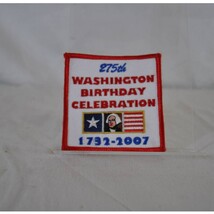 275th
WASHINGTON
BIRTHDAY
CELEBRATION
1732-2007